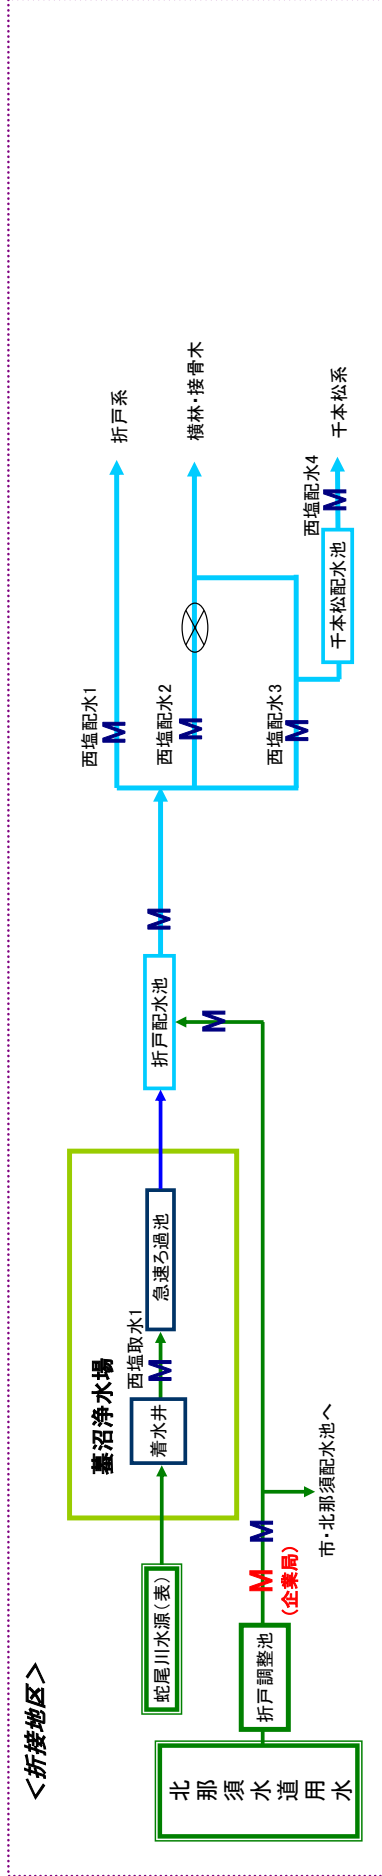 ＜折接地区＞
北那須水道用水
折戸調整池
M
(企業局)
M
市・北那須配水池へ
蛇尾川水源(表)
蟇沼浄水場
着水井
西塩取水1
M
急速ろ過池
折戸配水池
M
M
西塩配水1
M
折戸系
西塩配水2
M
横林・接骨木
西塩配水3
M
千本松配水池
西塩配水4
M
千本松系